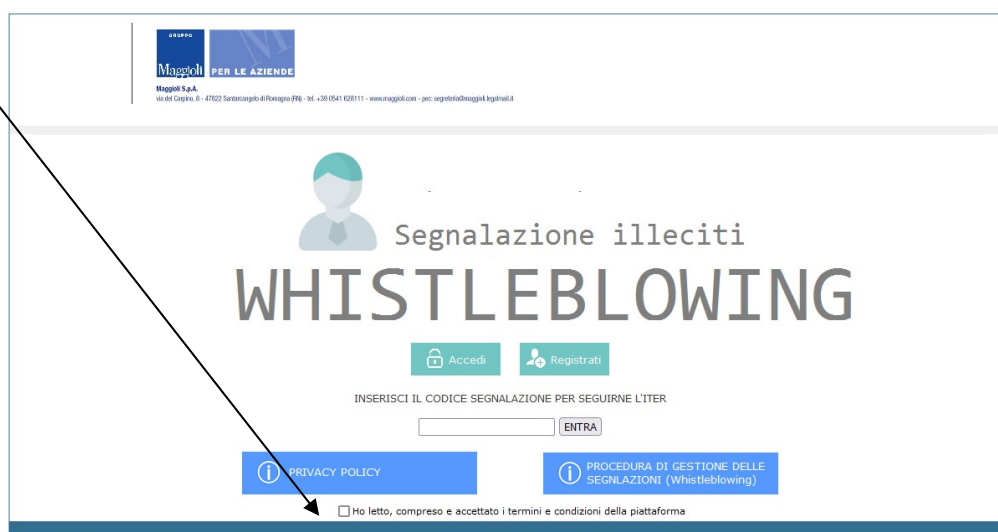 GRUPPO
Maggioli PER LE AZIENDE
Maggioli S.p.A.
via del Carpino, 8 - 47822 Santarcangelo di Romagna (RN) - tel. +39 0541 628111 - www.maggioli.com - pec: segreteria@maggioli.legalmail.it
Segnalazione illeciti
WHISTLEBLOWING
Accedi
Registrati
INSERISCI IL CODICE SEGNALAZIONE PER SEGUIRNE L'ITER
ENTRA
PRIVACY POLICY
PROCEDURA DI GESTIONE DELLE
SEGNLAZIONI (Whistleblowing)
Ho letto, compreso e accettato i termini e condizioni della piattaforma